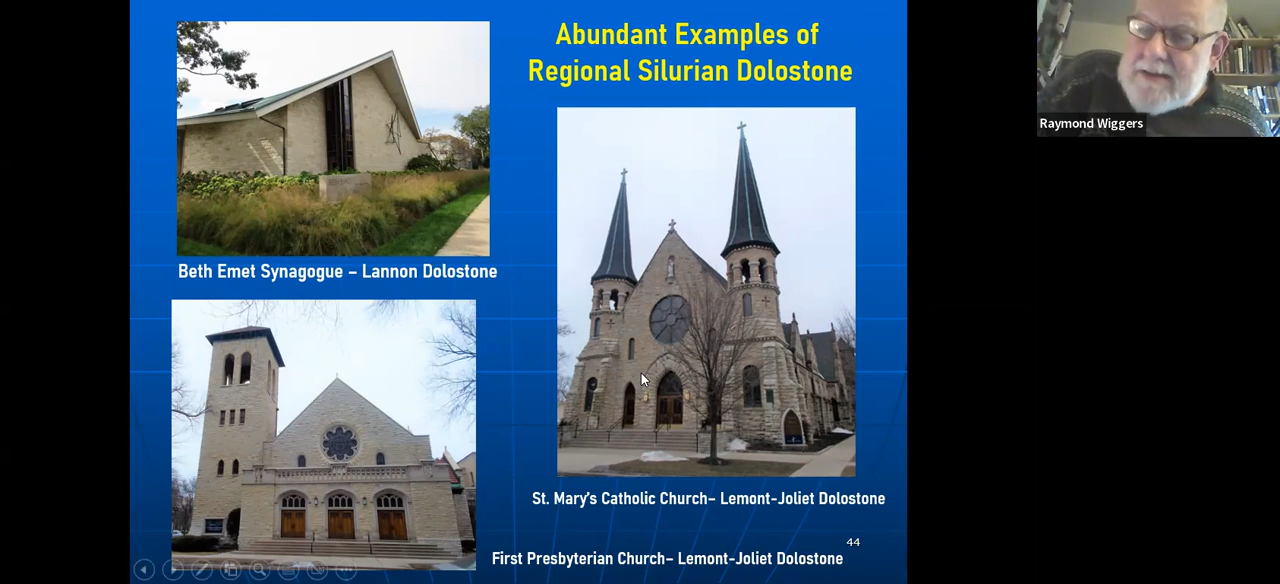 Abundant Examples of
Regional Silurian Dolostone
Raymond Wiggers
Beth Emet Synagogue – Lannon Dolostone
St. Mary's Catholic Church– Lemont-Joliet Dolostone
44
First Presbyterian Church– Lemont-Joliet Dolostone